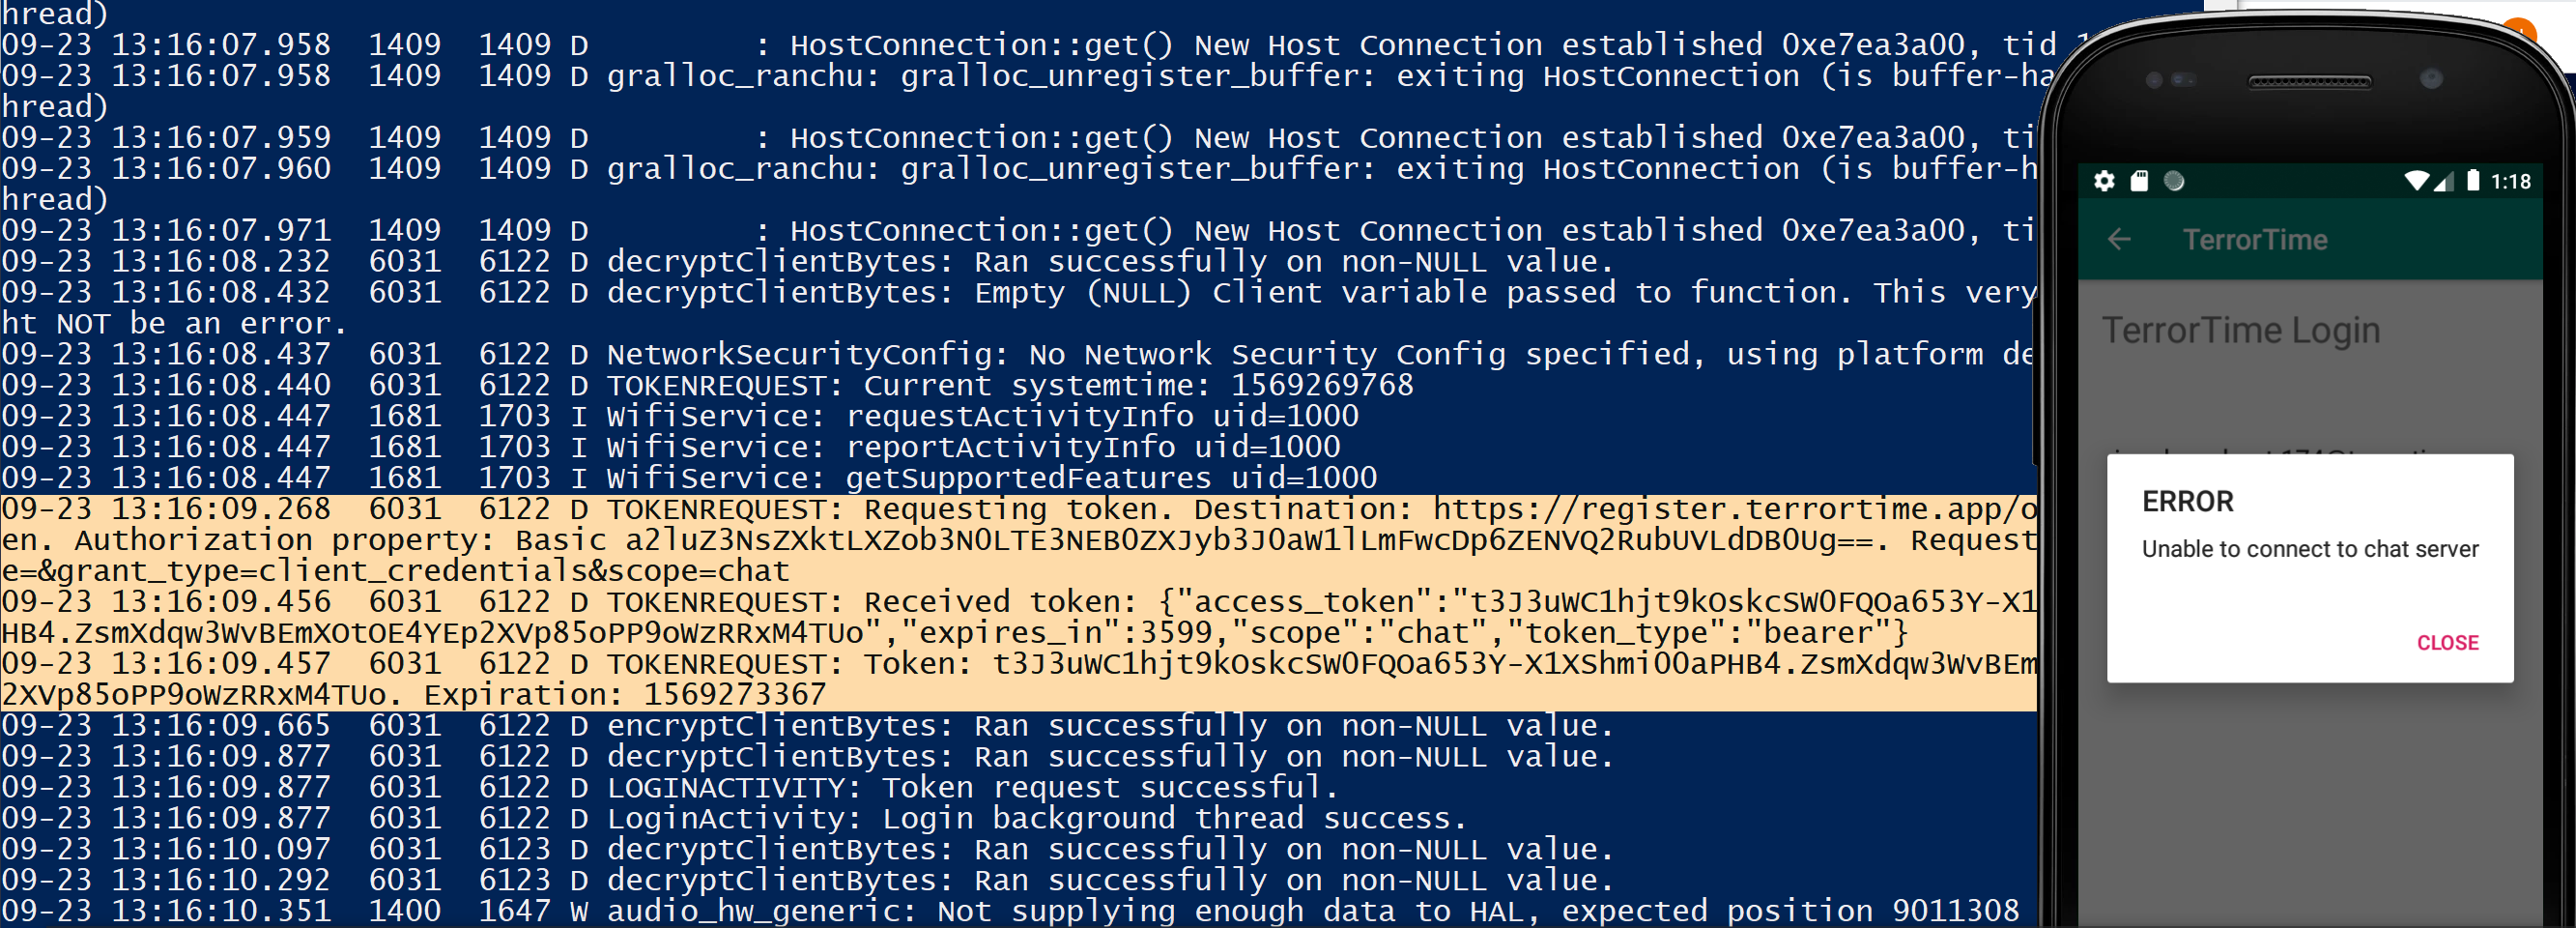 hread)
09-23 13:16:07.958  1409  1409 D         : HostConnection::get() New Host Connection established 0xe7ea3a00, tid
09-23 13:16:07.958  1409  1409 D gralloc_ranchu: gralloc_unregister_buffer: exiting HostConnection (is buffer-ha
hread)
09-23 13:16:07.959  1409  1409 D         : HostConnection::get() New Host Connection established 0xe7ea3a00, ti
09-23 13:16:07.960  1409  1409 D gralloc_ranchu: gralloc_unregister_buffer: exiting HostConnection (is buffer-h
hread)
09-23 13:16:07.971  1409  1409 D         : HostConnection::get() New Host Connection established 0xe7ea3a00, ti
09-23 13:16:08.232  6031  6122 D decryptClientBytes: Ran successfully on non-NULL value.
09-23 13:16:08.432  6031  6122 D decryptClientBytes: Empty (NULL) Client variable passed to function. This very
ht NOT be an error.
09-23 13:16:08.437  6031  6122 D NetworkSecurityConfig: No Network Security Config specified, using platform de
09-23 13:16:08.440  6031  6122 D TOKENREQUEST: Current systemtime: 1569269768
09-23 13:16:08.447  1681  1703 I WifiService: requestActivityInfo uid=1000
09-23 13:16:08.447  1681  1703 I WifiService: reportActivityInfo uid=1000
09-23 13:16:08.447  1681  1703 I WifiService: getSupportedFeatures uid=1000
09-23 13:16:09.268  6031  6122 D TOKENREQUEST: Requesting token. Destination: https://register.terrortime.app/o
en. Authorization property: Basic a2luZ3NsZXktLXZob3N0LTE3NEB0ZXJyb3J0aW1lLmFwcDp6ZENVQ2RubUVLdDB0Ug==. Request
e=&grant_type=client_credentials&scope=chat
09-23 13:16:09.456  6031  6122 D TOKENREQUEST: Received token: {"access_token":"t3J3uWC1hjt9kOskcSW0FQOa653Y-X1
HB4.ZsmXdqw3WvBEmXOtOE4YEp2XVp85oPP9oWzRRxM4TUo","expires_in":3599,"scope":"chat","token_type":"bearer"}
09-23 13:16:09.457  6031  6122 D TOKENREQUEST: Token: t3J3uWC1hjt9kOskcSW0FQOa653Y-X1XShmi00aPHB4.ZsmXdqw3WvBEm
2XVp85oPP9oWzRRxM4TUo. Expiration: 1569273367
09-23 13:16:09.665  6031  6122 D encryptClientBytes: Ran successfully on non-NULL value.
09-23 13:16:09.877  6031  6122 D decryptClientBytes: Ran successfully on non-NULL value.
09-23 13:16:09.877  6031  6122 D LOGINACTIVITY: Token request successful.
09-23 13:16:09.877  6031  6122 D LoginActivity: Login background thread success.
09-23 13:16:10.097  6031  6123 D decryptClientBytes: Ran successfully on non-NULL value.
09-23 13:16:10.292  6031  6123 D decryptClientBytes: Ran successfully on non-NULL value.
09-23 13:16:10.351  1400  1647 W audio_hw_generic: Not supplying enough data to HAL, expected position 9011308
1:18
TerrorTime
TerrorTime Login
ERROR
Unable to connect to chat server
CLOSE